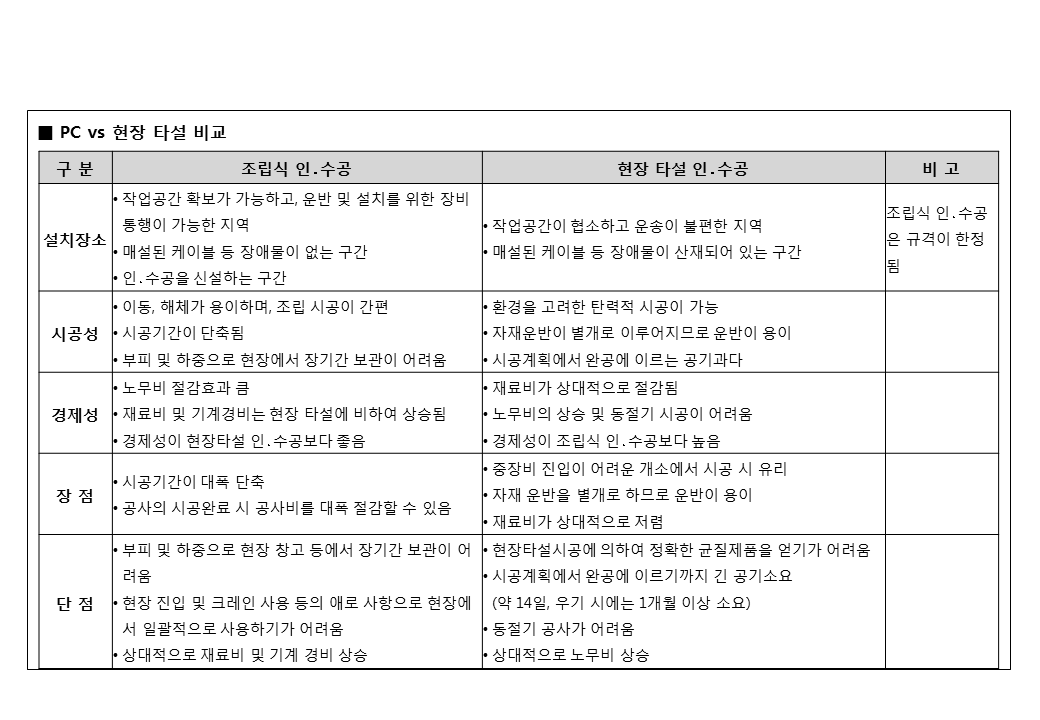 ■ PC vs 현장 타설 비교
구 분 조립식 인.수공 현장 타설 인.수공 비 고
설치장소
• 작업공간 확보가 가능하고, 운반 및 설치를 위한 장비
통행이 가능한 지역
• 매설된 케이블 등 장애물이 없는 구간
• 인.수공을 신설하는 구간
• 작업공간이 협소하고 운송이 불편한 지역
• 매설된 케이블 등 장애물이 산재되어 있는 구간
조립식 인.수공
은 규격이 한정
됨
시공성
• 이동, 해체가 용이하며, 조립 시공이 간편
• 시공기간이 단축됨
• 부피 및 하중으로 현장에서 장기간 보관이 어려움
• 환경을 고려한 탄력적 시공이 가능
• 자재운반이 별개로 이루어지므로 운반이 용이
• 시공계획에서 완공에 이르는 공기과다
경제성
• 노무비 절감효과 큼
• 재료비 및 기계경비는 현장 타설에 비하여 상승됨
• 경제성이 현장타설 인.수공보다 좋음
• 재료비가 상대적으로 절감됨
• 노무비의 상승 및 동절기 시공이 어려움
• 경제성이 조립식 인.수공보다 높음
장 점
• 시공기간이 대폭 단축
• 공사의 시공완료 시 공사비를 대폭 절감할 수 있음
• 중장비 진입이 어려운 개소에서 시공 시 유리
• 자재 운반을 별개로 하므로 운반이 용이
• 재료비가 상대적으로 저렴
단 점
• 부피 및 하중으로 현장 창고 등에서 장기간 보관이 어
려움
• 현장 진입 및 크레인 사용 등의 애로 사항으로 현장에
서 일괄적으로 사용하기가 어려움
• 상대적으로 재료비 및 기계 경비 상승
• 현장타설시공에 의하여 정확한 균질제품을 얻기가 어려움
• 시공계획에서 완공에 이르기까지 긴 공기소요
(약 14일, 우기 시에는 1개월 이상 소요)
• 동절기 공사가 어려움
• 상대적으로 노무비 상승